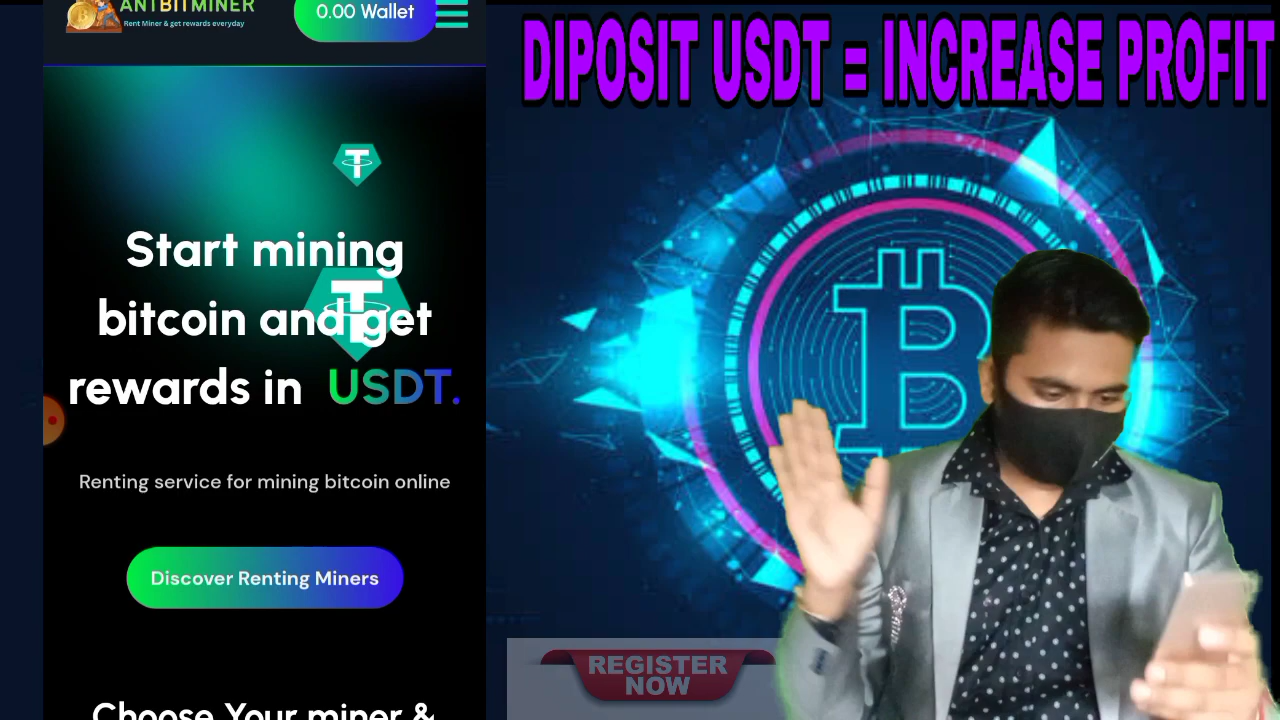 ANTBITMINER
Rent Miner & get rewards everyday
0.00 Wallet
DIPOSIT USDT = INCREASE PROFIT
Start mining
bitcoin and get
rewards in USDT.
Renting service for mining bitcoin online
Discover Renting Miners
Choose Your miner &
REGISTER
NOW